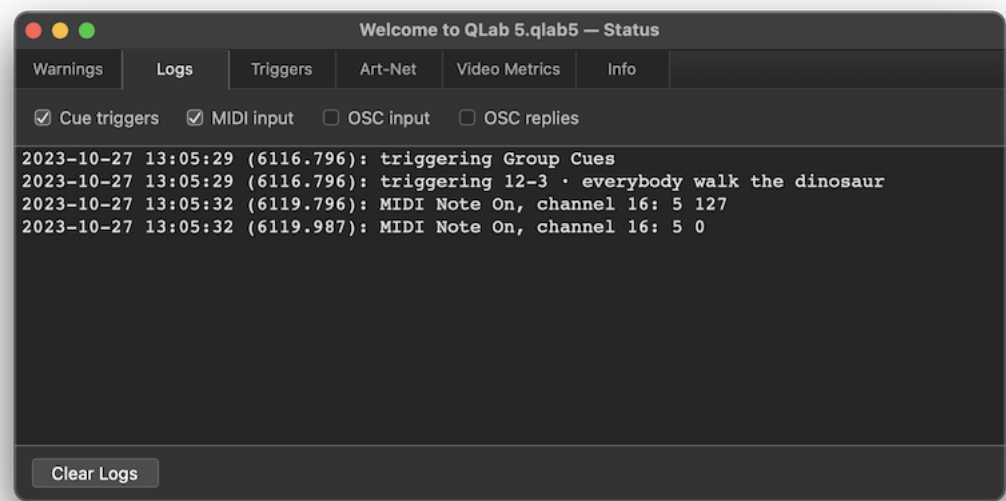 Welcome to QLab 5.qlab5 — Status
Warnings Logs Triggers Art-Net Video Metrics Info
Cue triggers MIDI input OSC input OSC replies
2023-10-27 13:05:29 (6116.796): triggering Group Cues
2023-10-27 13:05:29 (6116.796): triggering 12-3 · everybody walk the dinosaur
2023-10-27 13:05:32 (6119.796): MIDI Note On, channel 16: 5 127
2023-10-27 13:05:32 (6119.987): MIDI Note On, channel 16: 5 0
Clear Logs